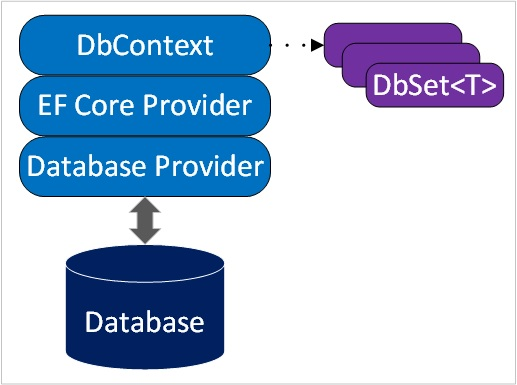 DbContext
DbSet<T>
EF Core Provider
Database Provider
Database